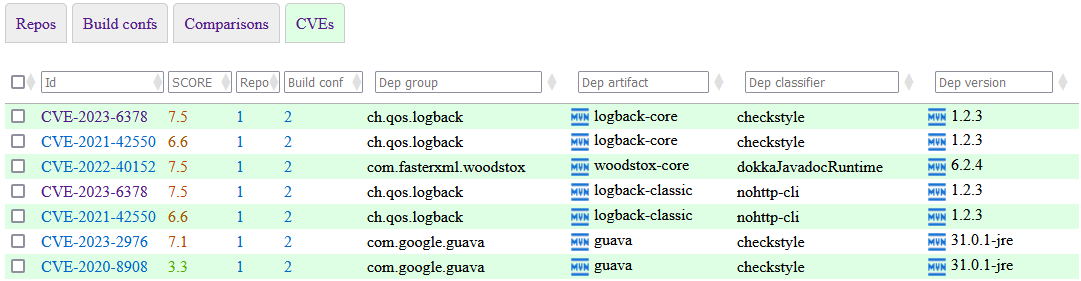 Repos Build confs Comparisons CVEs
Id SCORE Repo Build conf Dep group Dep artifact Dep classifier Dep version
CVE-2023-6378 7.5 1 2 ch.qos.logback MVN logback-core checkstyle MVN 1.2.3
CVE-2021-42550 6.6 1 2 ch.qos.logback MVN logback-core checkstyle MVN 1.2.3
CVE-2022-40152 7.5 1 2 com.fasterxml.woodstox MVN woodstox-core dokkaJavadocRuntime MVN 6.2.4
CVE-2023-6378 7.5 1 2 ch.qos.logback MVN logback-classic nohttp-cli MVN 1.2.3
CVE-2021-42550 6.6 1 2 ch.qos.logback MVN logback-classic nohttp-cli MVN 1.2.3
CVE-2023-2976 7.1 1 2 com.google.guava MVN guava checkstyle MVN 31.0.1-jre
CVE-2020-8908 3.3 1 2 com.google.guava MVN guava checkstyle MVN 31.0.1-jre